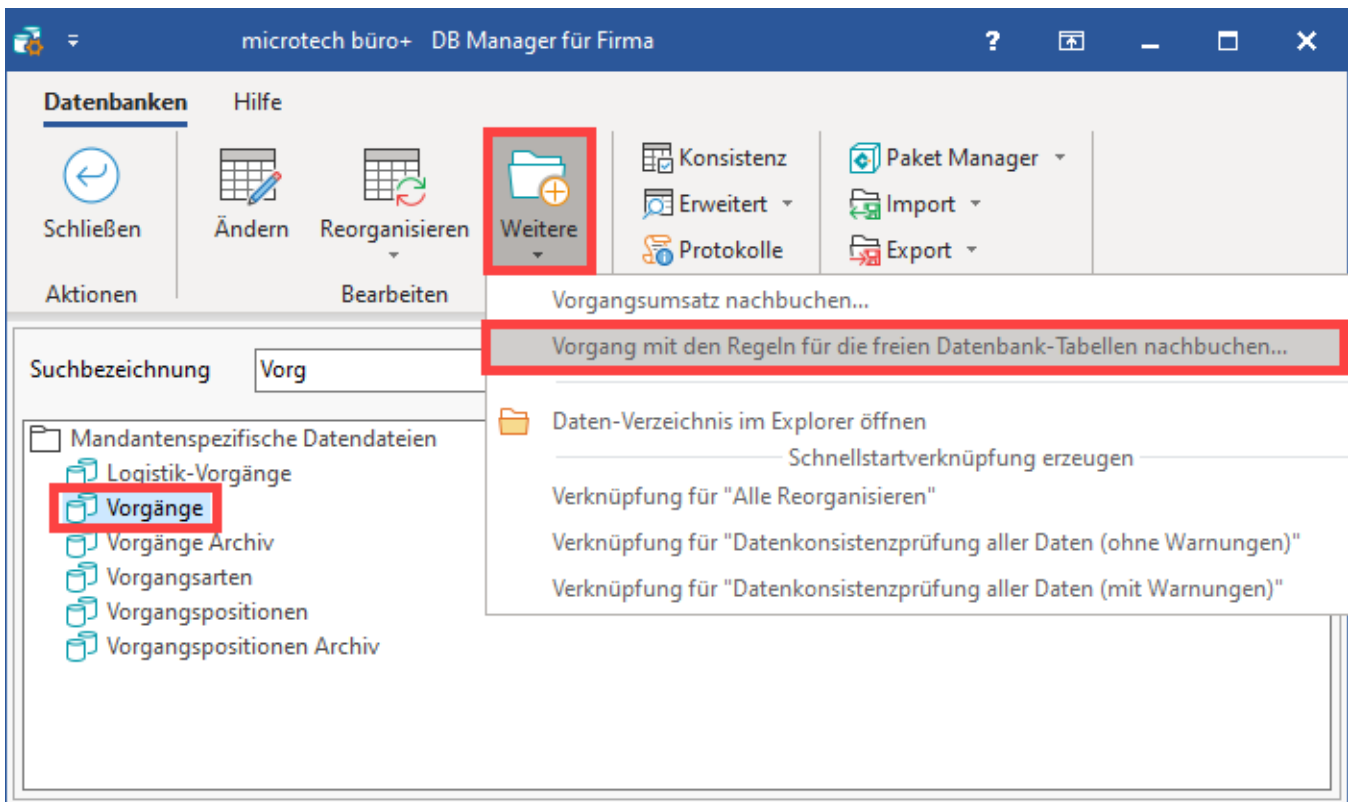 microtech büro+ DB Manager für Firma ?
Datenbanken Hilfe
Schließen Ändern Reorganisieren Weitere
Konsistenz
Erweitert
Protokolle
Paket Manager
Import
Export
Aktionen Bearbeiten
Vorgangsumsatz nachbuchen...
Vorgang mit den Regeln für die freien Datenbank-Tabellen nachbuchen...
Daten-Verzeichnis im Explorer öffnen
Schnellstartverknüpfung erzeugen
Verknüpfung für "Alle Reorganisieren"
Verknüpfung für "Datenkonsistenzprüfung aller Daten (ohne Warnungen)"
Verknüpfung für "Datenkonsistenzprüfung aller Daten (mit Warnungen)"
Suchbezeichnung Vorg
Mandantenspezifische Datendateien
Logistik-Vorgänge
Vorgänge
Vorgänge Archiv
Vorgangsarten
Vorgangspositionen
Vorgangspositionen Archiv